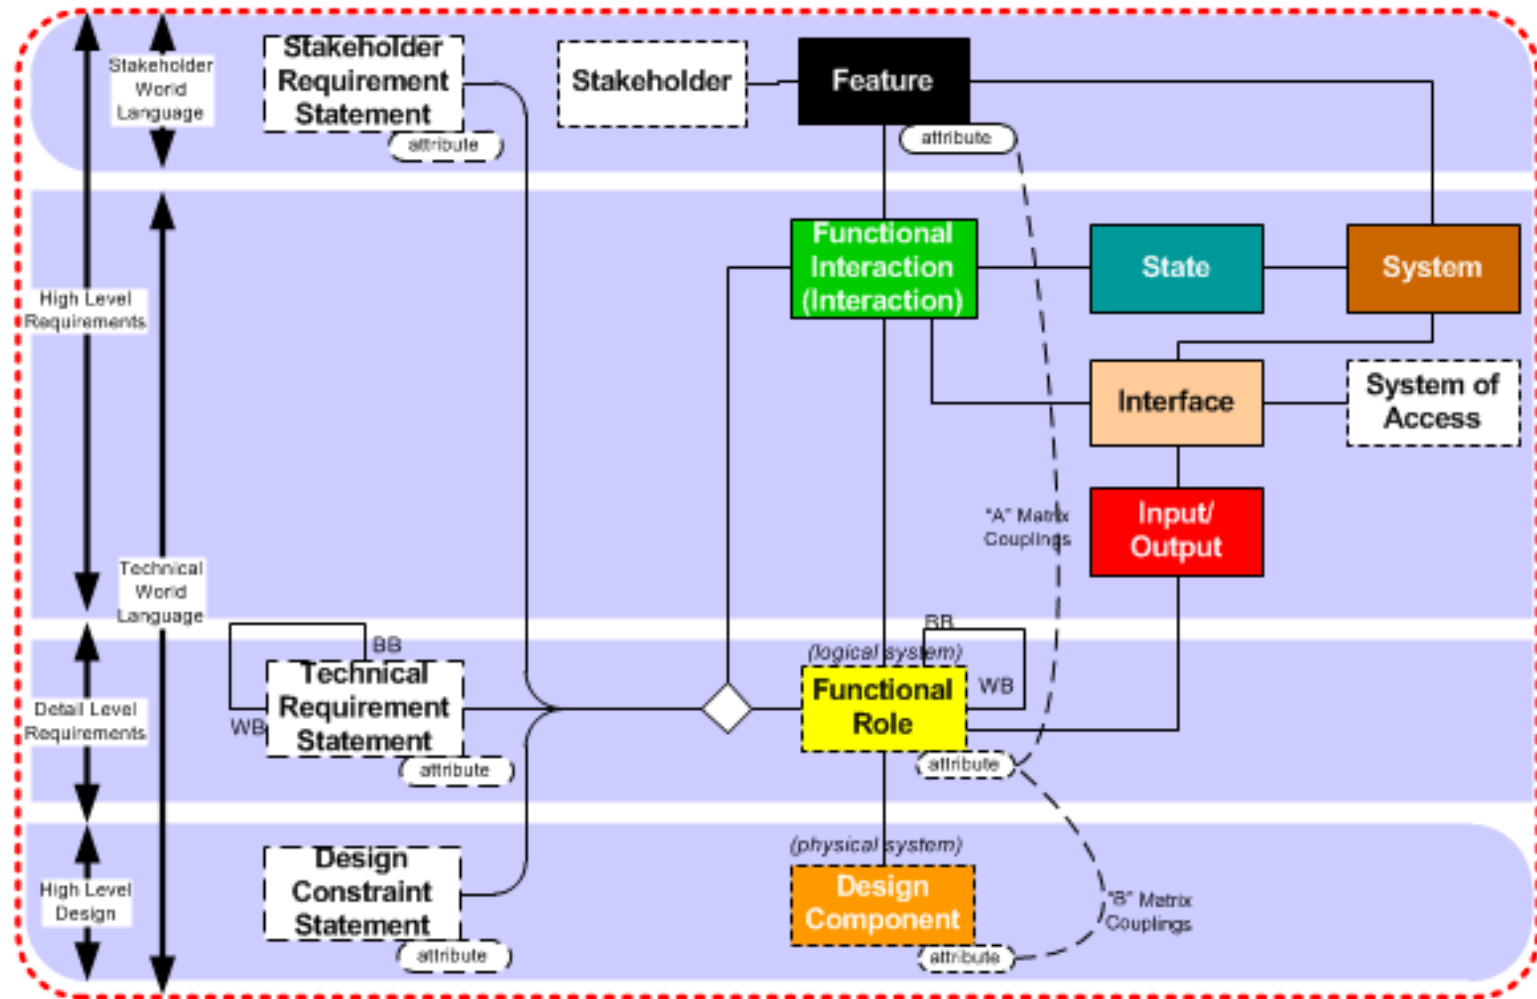 Stakeholder
World
Language
Stakeholder
Requirement
Statement
attribute
Stakeholder
Feature
attribute
High Level
Requirements
Functional
Interaction
(Interaction)
State
System
Interface
System of
Access
"A" Matrix
Couplings
Input/
Output
Technical
World
Language
BB
WB
Technical
Requirement
Statement
attribute
Detail Level
Requirements
BB
(logical system)
WB
Functional
Role
attribute
High Level
Design
Design
Constraint
Statement
attribute
(physical system)
Design
Component
attribute
"B" Matrix
Couplings